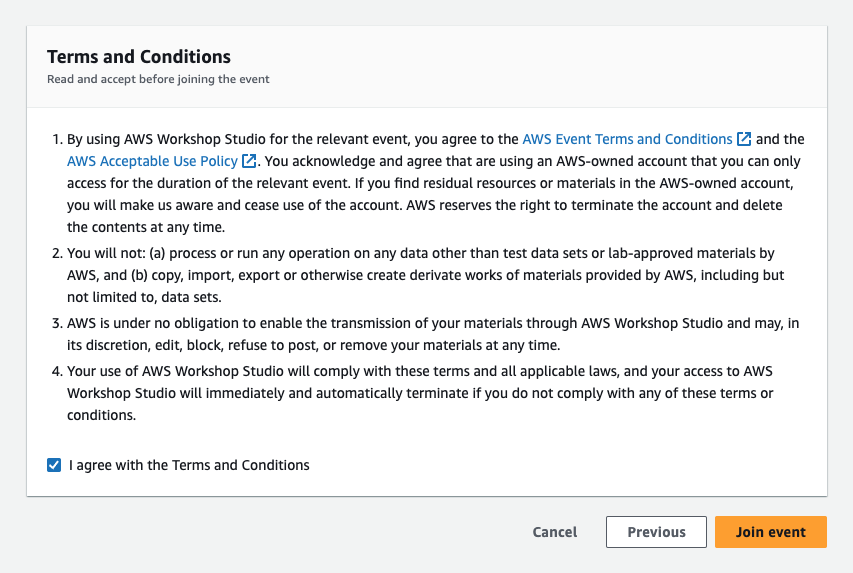 Terms and Conditions
Read and accept before joining the event
1. By using AWS Workshop Studio for the relevant event, you agree to the AWS Event Terms and Conditions and the
AWS Acceptable Use Policy. You acknowledge and agree that are using an AWS-owned account that you can only
access for the duration of the relevant event. If you find residual resources or materials in the AWS-owned account,
you will make us aware and cease use of the account. AWS reserves the right to terminate the account and delete
the contents at any time.
2. You will not: (a) process or run any operation on any data other than test data sets or lab-approved materials by
AWS, and (b) copy, import, export or otherwise create derivate works of materials provided by AWS, including but
not limited to, data sets.
3. AWS is under no obligation to enable the transmission of your materials through AWS Workshop Studio and may, in
its discretion, edit, block, refuse to post, or remove your materials at any time.
4. Your use of AWS Workshop Studio will comply with these terms and all applicable laws, and your access to AWS
Workshop Studio will immediately and automatically terminate if you do not comply with any of these terms or
conditions.
I agree with the Terms and Conditions
Cancel
Previous
Join event